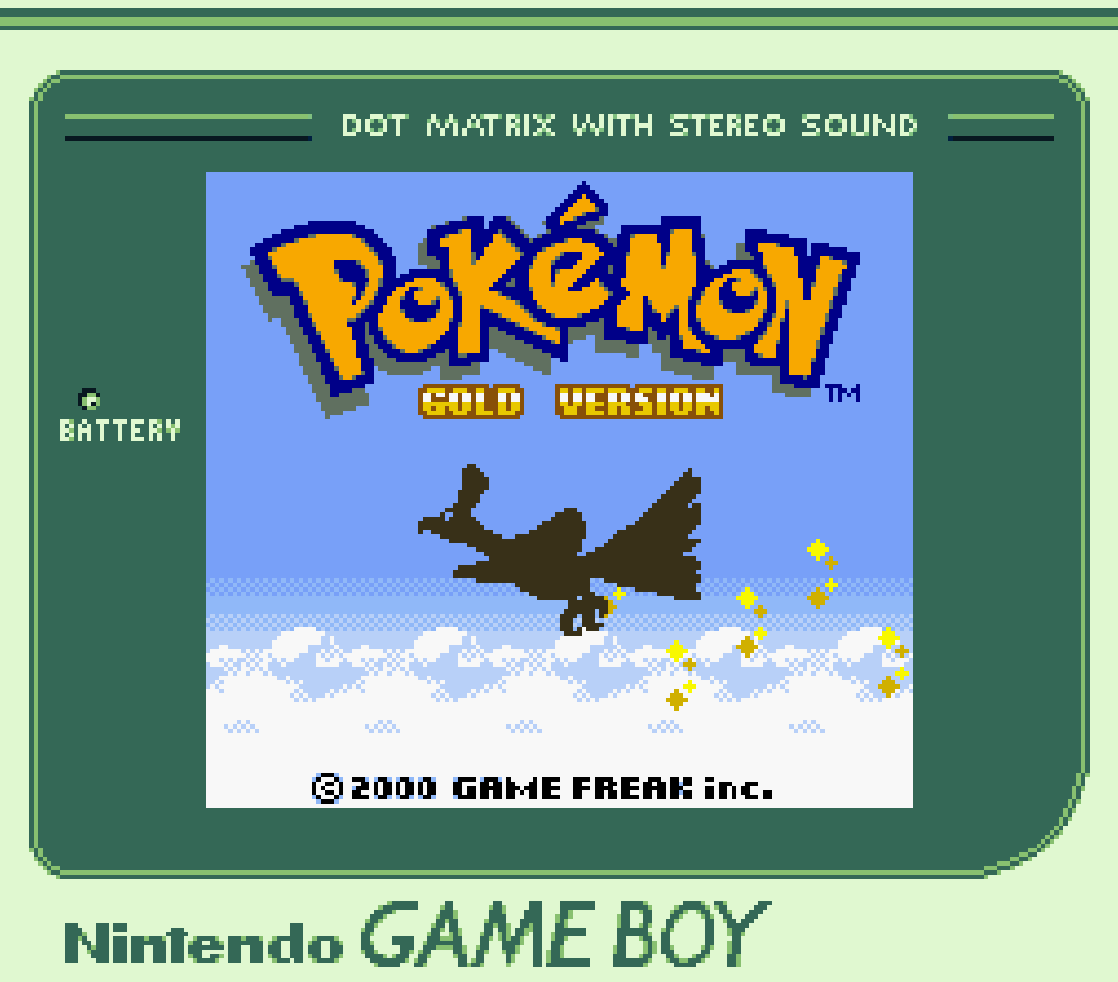 DOT MATRIX WITH STEREO SOUND
POKéMON
TM
GOLD VERSION
BATTERY
©2000 GAME FREAK inc.
Nintendo GAME BOY